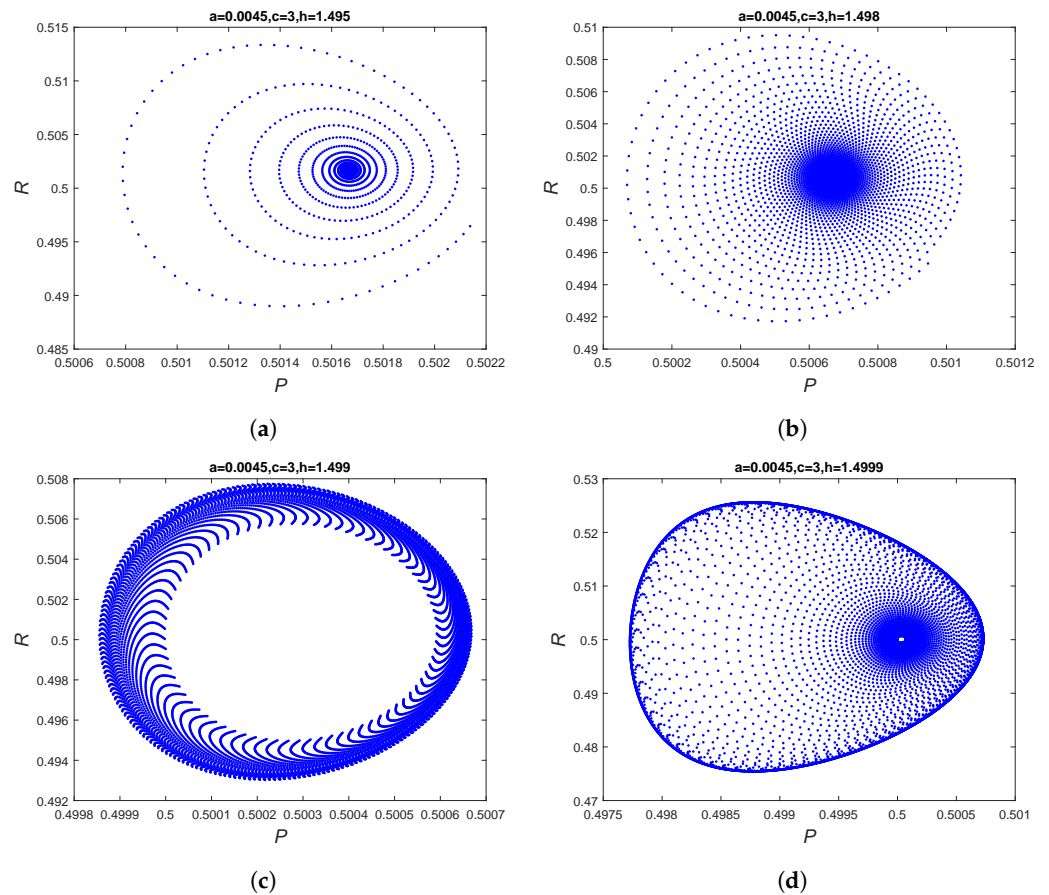 a=0.0045,c=3,h=1.495
0.515
0.51
0.505
0.5
0.495
0.49
0.485
R
0.5006 0.5008 0.501 0.5012 0.5014 0.5016 0.5018 0.502 0.5022
P
(a)
a=0.0045,c=3,h=1.498
0.51
0.508
0.506
0.504
0.502
0.5
0.498
0.496
0.494
0.492
0.49
R
0.5 0.5002 0.5004 0.5006 0.5008 0.501 0.5012
P
(b)
a=0.0045,c=3,h=1.499
0.508
0.506
0.504
0.502
0.5
0.498
0.496
0.494
0.492
R
0.4998 0.4999 0.5 0.5001 0.5002 0.5003 0.5004 0.5005 0.5006 0.5007
P
(c)
a=0.0045,c=3,h=1.4999
0.53
0.52
0.51
0.5
0.49
0.48
0.47
R
0.4975 0.498 0.4985 0.499 0.4995 0.5 0.5005 0.501
P
(d)